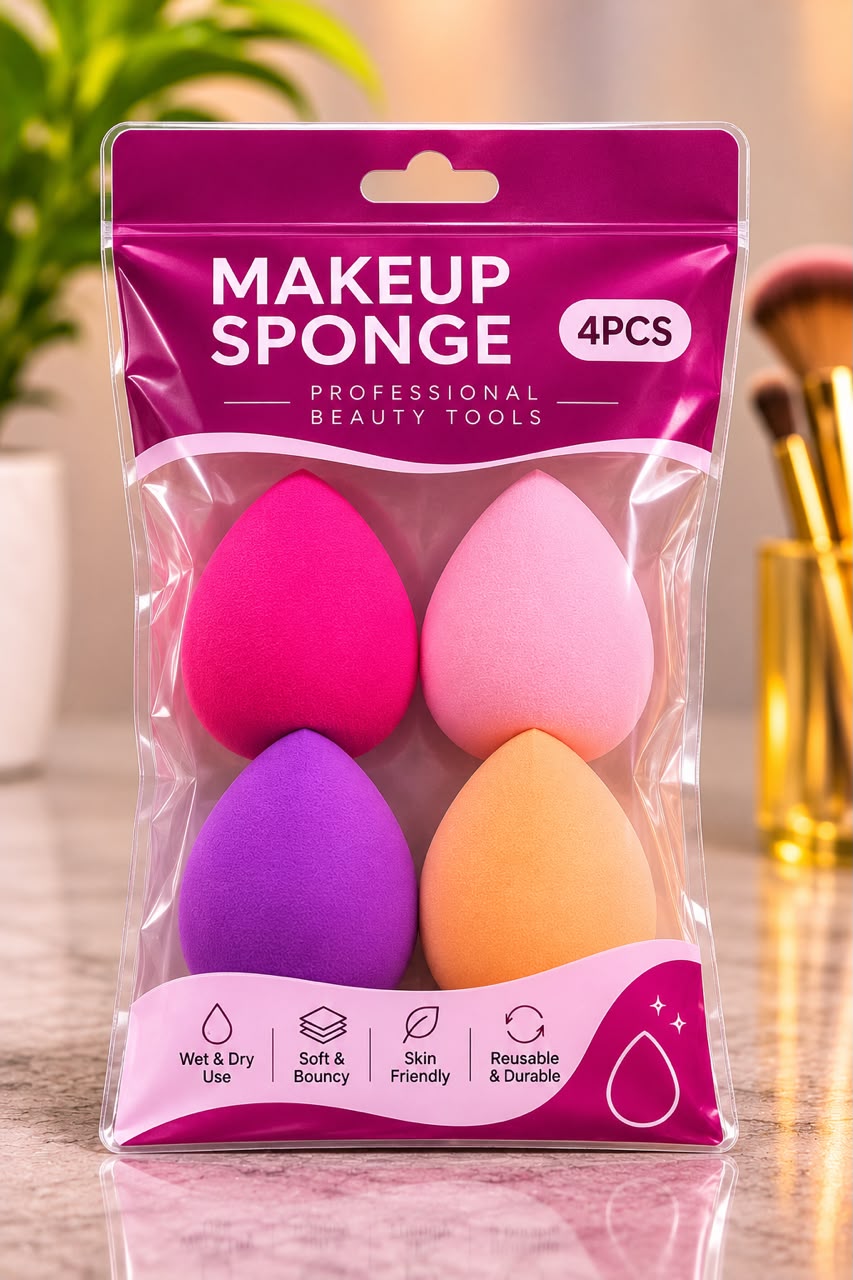 MAKEUP
SPONGE
4PCS
PROFESSIONAL
BEAUTY TOOLS
Wet & Dry
Use
Soft &
Bouncy
Skin
Friendly
Reusable
& Durable